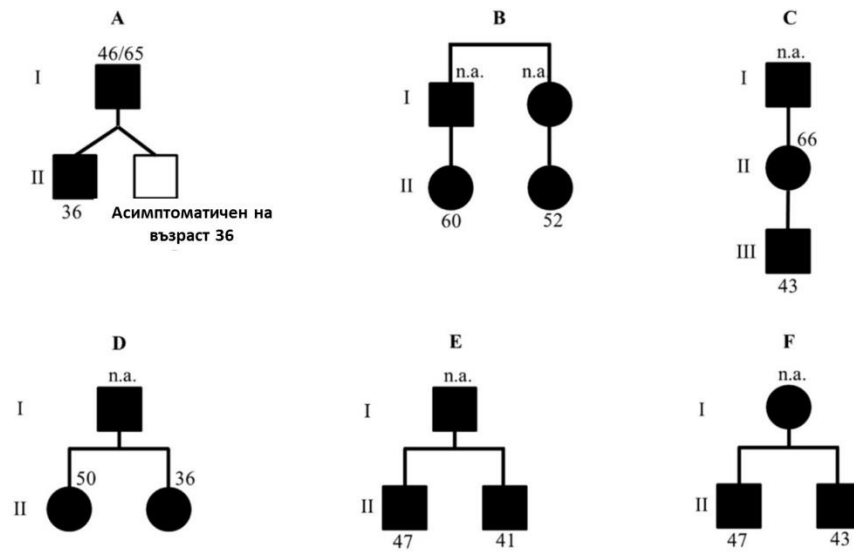 A
B
C
46/65
n.a.
n.a.
n.a.
I
I
I
66
II
II
II
36
Асимптоматичен на
възраст 36
60
52
III
43
D
E
F
n.a.
n.a.
n.a.
I
I
I
50
36
II
II
II
47
41
47
43